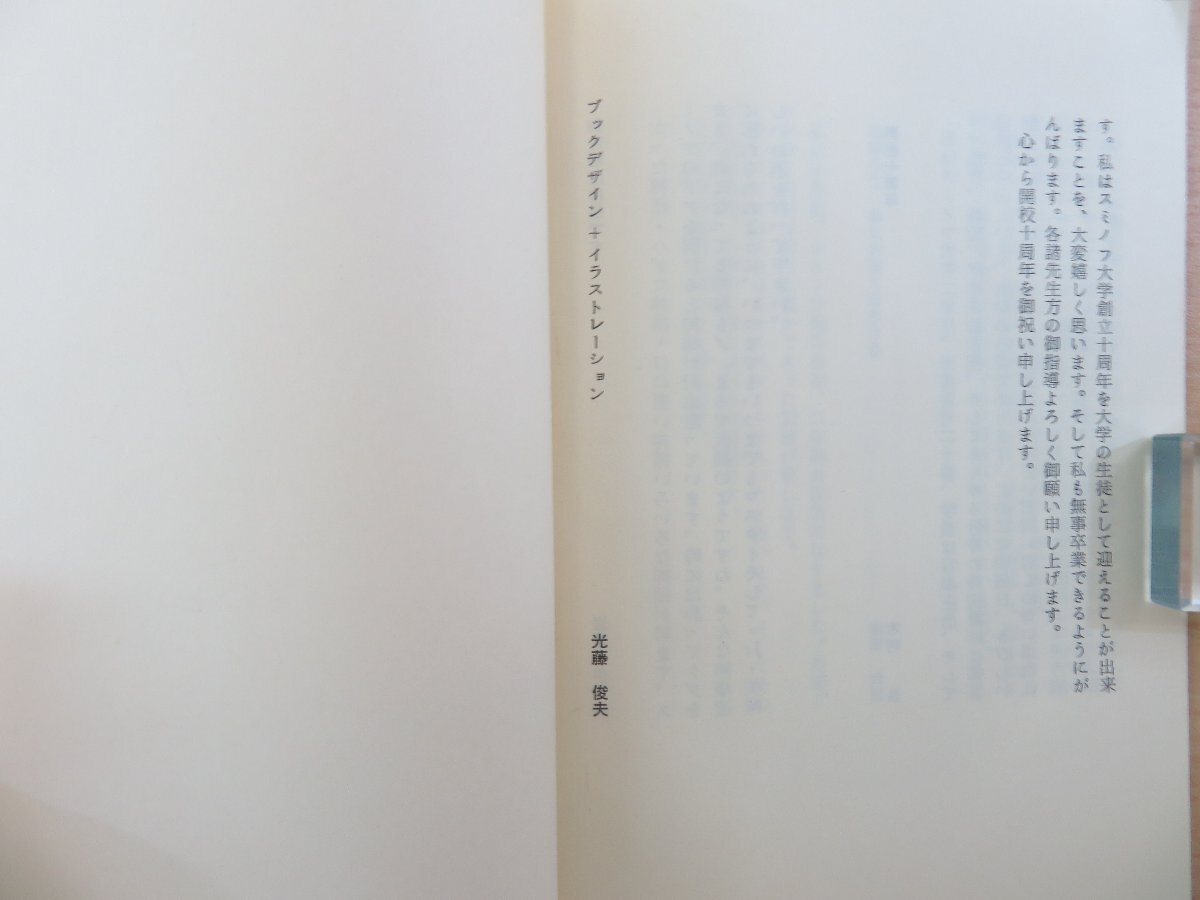 す。私はスミノフ大学創立十周年を大学の生徒として迎えることが出来
ますことを、大変嬉しく思います。そして私も無事卒業できるようにが
んばります。各諸先生方の御指導よろしく御願い申し上げます。
心から開校十周年を御祝い申し上げます。
ブックデザイン+イラストレーション
光藤 俊夫